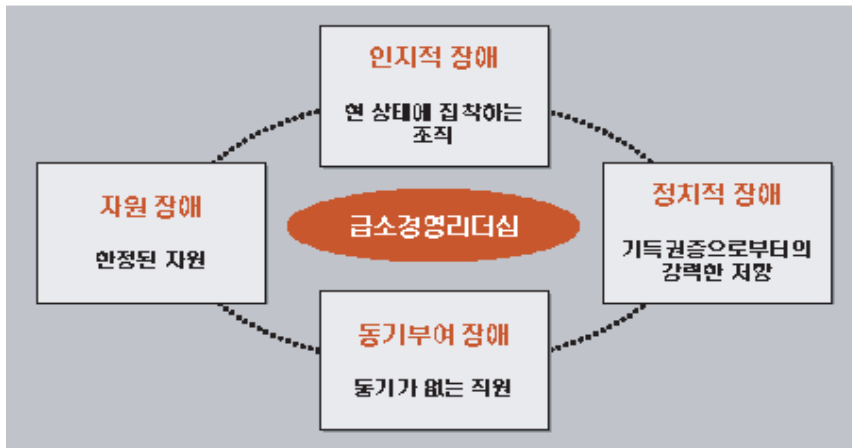 인지적 장애
현 상태에 집착하는
조직
자원 장애
한정된 자원
급소경영리더십
정치적 장애
기득권증으로부터의
강력한 저항
동기부여 장애
동기가 없는 직원